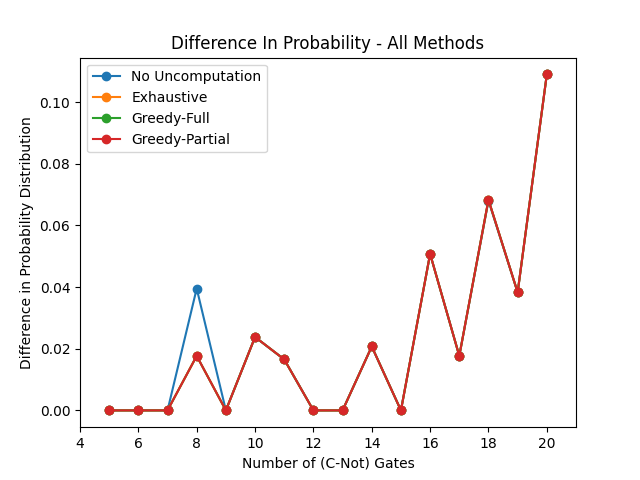 Difference In Probability - All Methods
No Uncomputation
Exhaustive
Greedy-Full
Greedy-Partial
Difference in Probability Distribution
0.10
0.08
0.06
0.04
0.02
0.00
4 6 8 10 12 14 16 18 20
Number of (C-Not) Gates